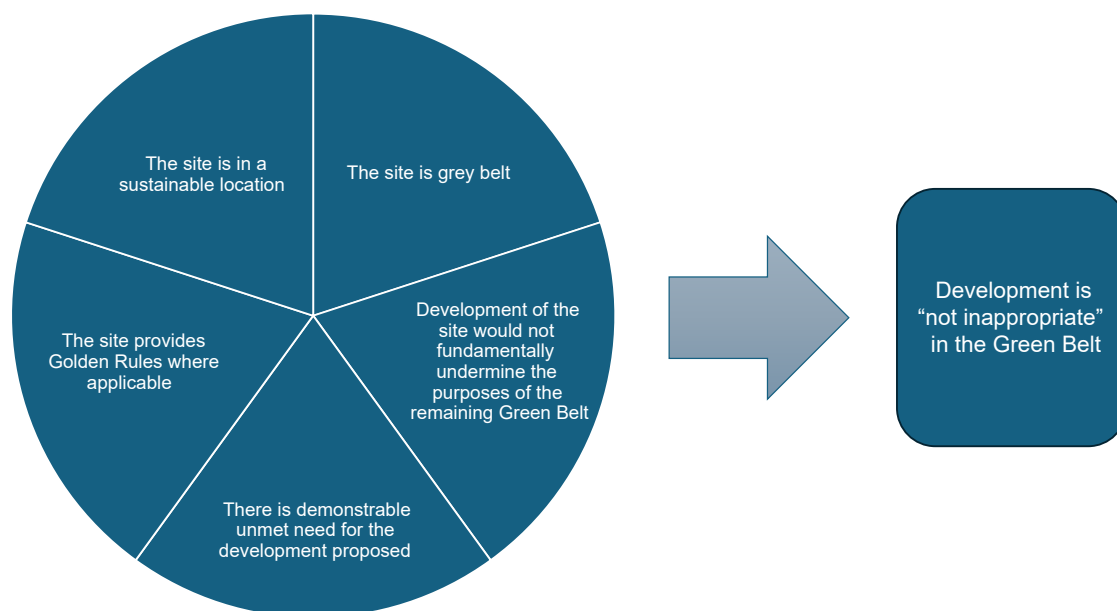 The site is in a
sustainable location
The site is grey belt
The site provides
Golden Rules where
applicable
Development of the
site would not
fundamentally
undermine the
purposes of the
remaining Green Belt
There is demonstrable
unmet need for the
development proposed
Development is
“not inappropriate”
in the Green Belt